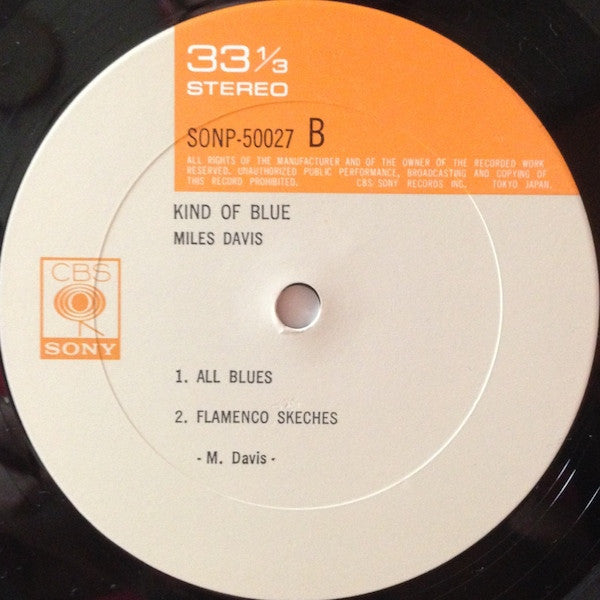 33 1/3
STEREO
SONP-50027 B
ALL RIGHTS OF THE MANUFACTURER AND OF THE OWNER OF THE RECORDED WORK
RESERVED. UNAUTHORIZED PUBLIC PERFORMANCE, BROADCASTING AND COPYING OF
THIS RECORD PROHIBITED. CBS/SONY RECORDS INC. TOKYO JAPAN.
KIND OF BLUE
MILES DAVIS
CBS
SONY
1. ALL BLUES
2. FLAMENCO SKECHES
- M. Davis -